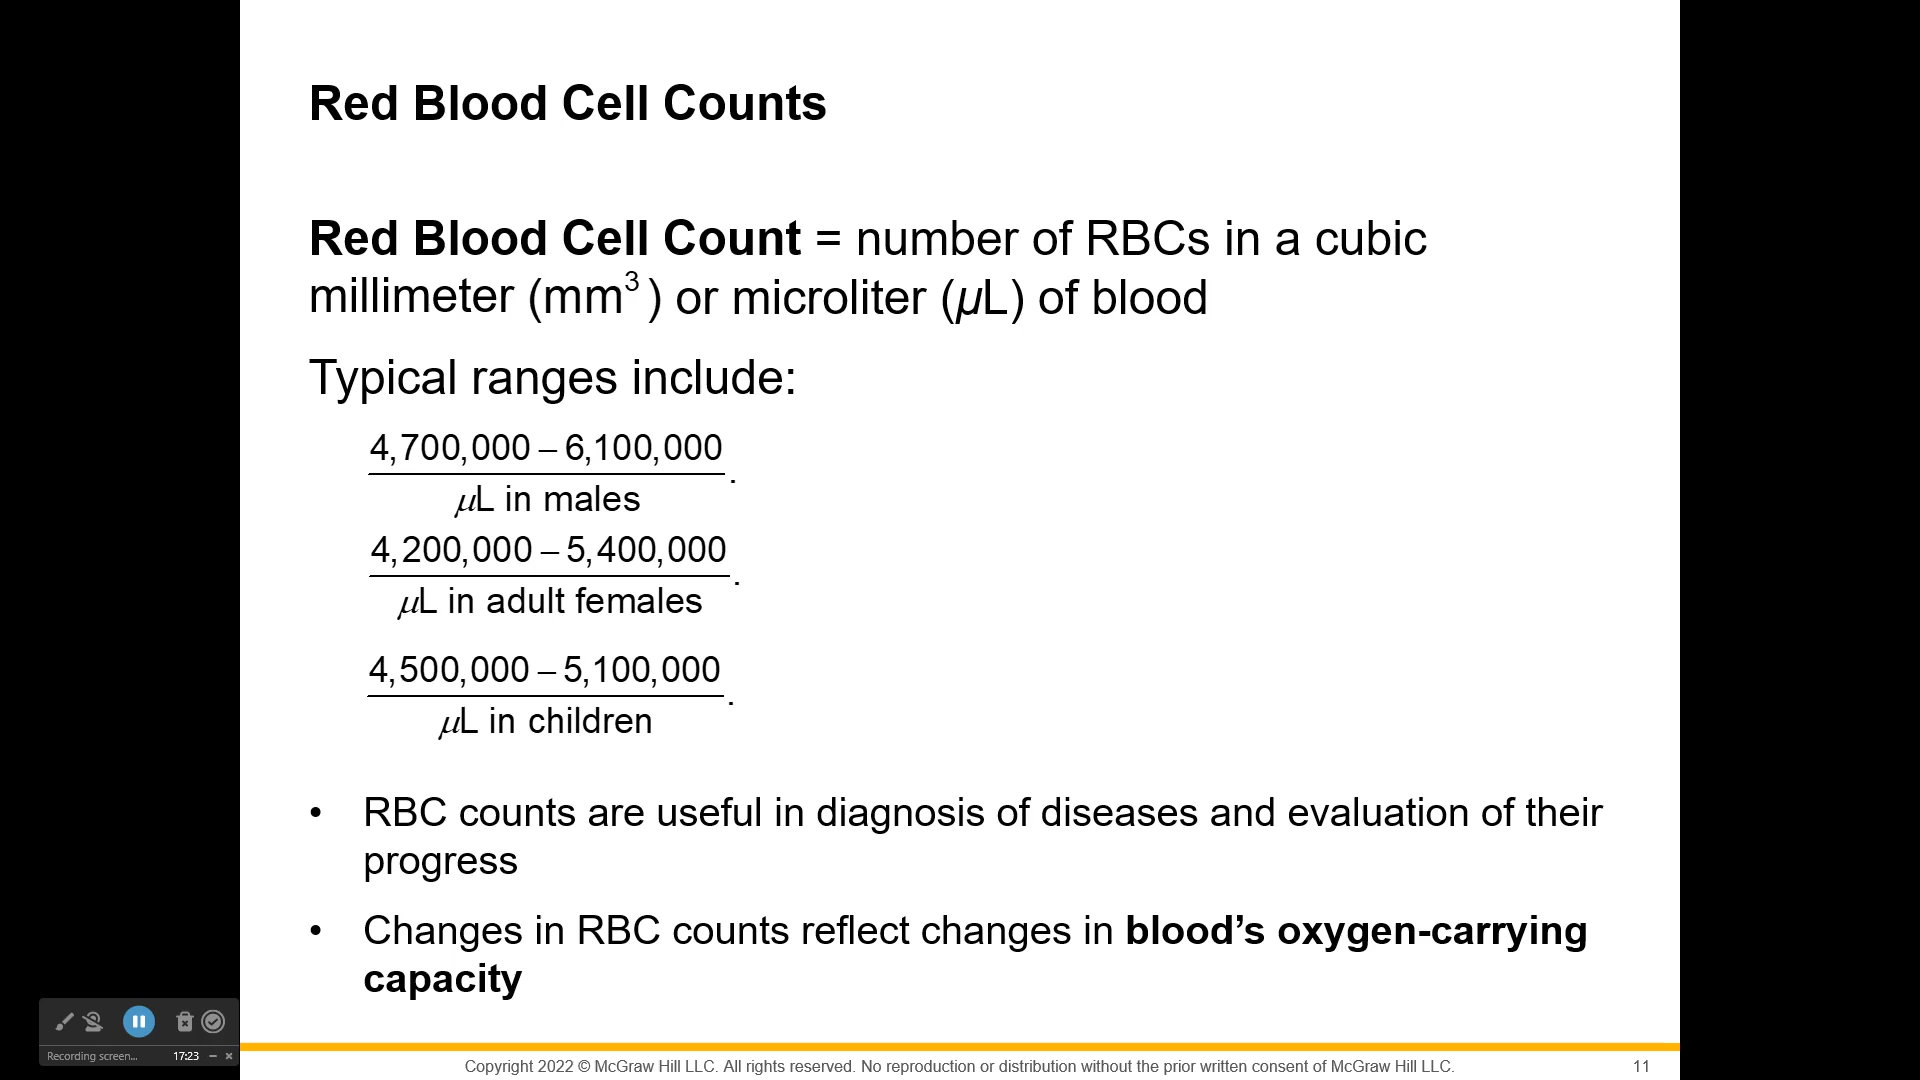 Red Blood Cell Counts
Red Blood Cell Count = number of RBCs in a cubic
millimeter (mm³) or microliter (μL) of blood
Typical ranges include:
4,700,000 – 6,100,000
μL in males .
4,200,000 – 5,400,000
μL in adult females .
4,500,000 – 5,100,000
μL in children .
• RBC counts are useful in diagnosis of diseases and evaluation of their
progress
• Changes in RBC counts reflect changes in blood’s oxygen-carrying
capacity
Recording screen... 17:23
Copyright 2022 © McGraw Hill LLC. All rights reserved. No reproduction or distribution without the prior written consent of McGraw Hill LLC. 11